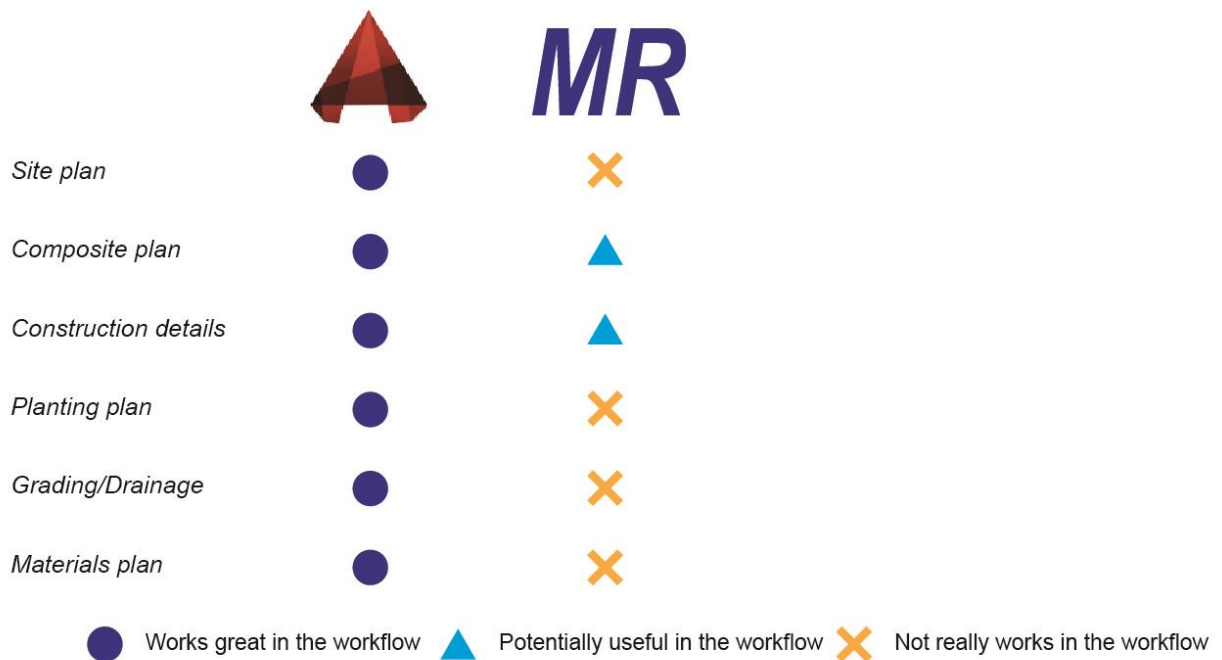 MR
Site plan
Composite plan
Construction details
Planting plan
Grading/Drainage
Materials plan
Works great in the workflow Potentially useful in the workflow Not really works in the workflow